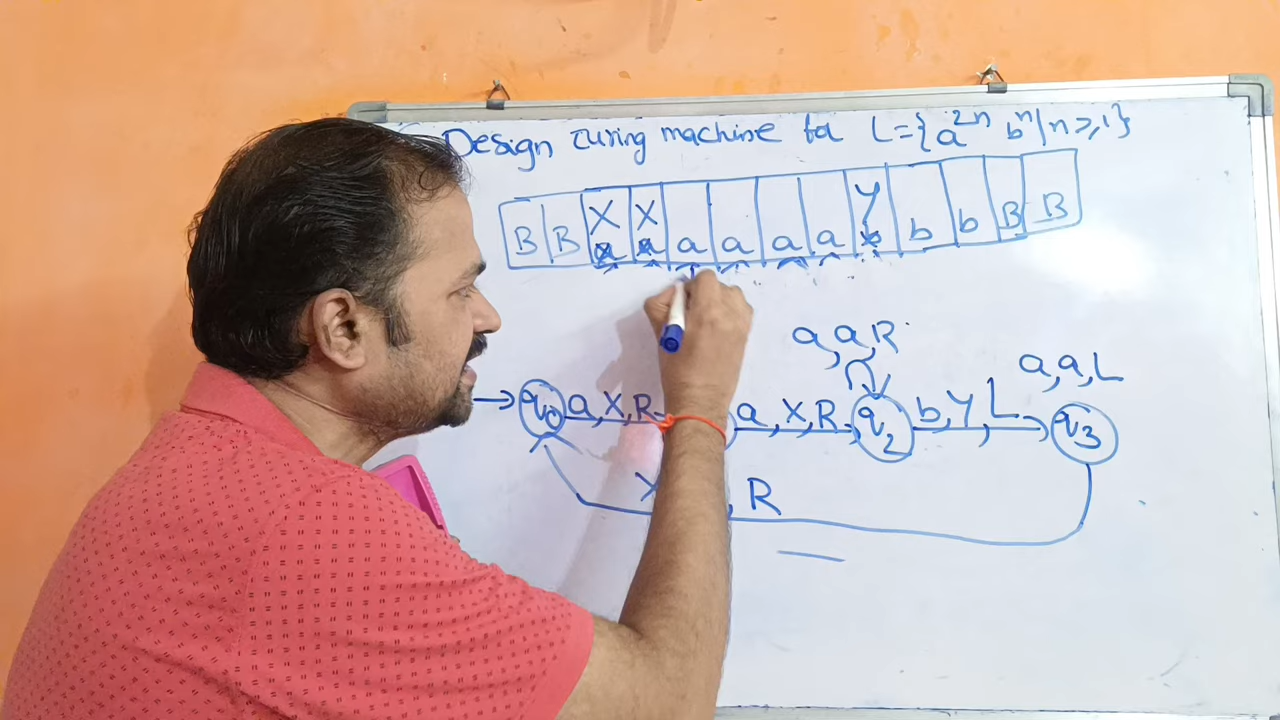 Design turing machine for L={a^2n b^n | n≥1}
X X Y
B B a a a a a a b b b B B
a,a,R
a,a,L
q0 a,X,R a,X,R q2 b,Y,L q3
X ,R